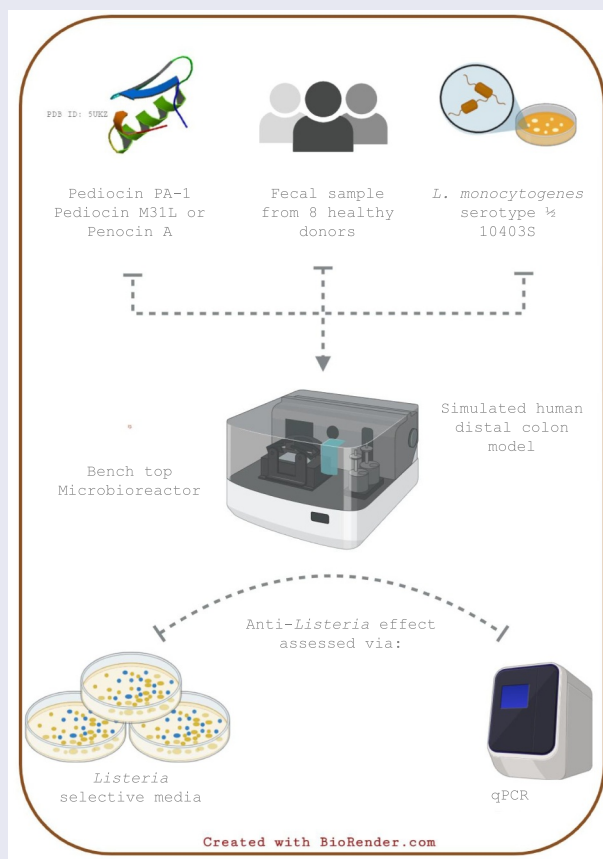 PDB ID: 5UKZ
Pediocin PA-1
Pediocin M31L or
Penocin A
Fecal sample
from 8 healthy
donors
L. monocytogenes
serotype ½
10403S
Simulated human
distal colon
model
Bench top
Microbioreactor
Anti-Listeria effect
assessed via:
Listeria
selective media
qPCR
Created with BioRender.com